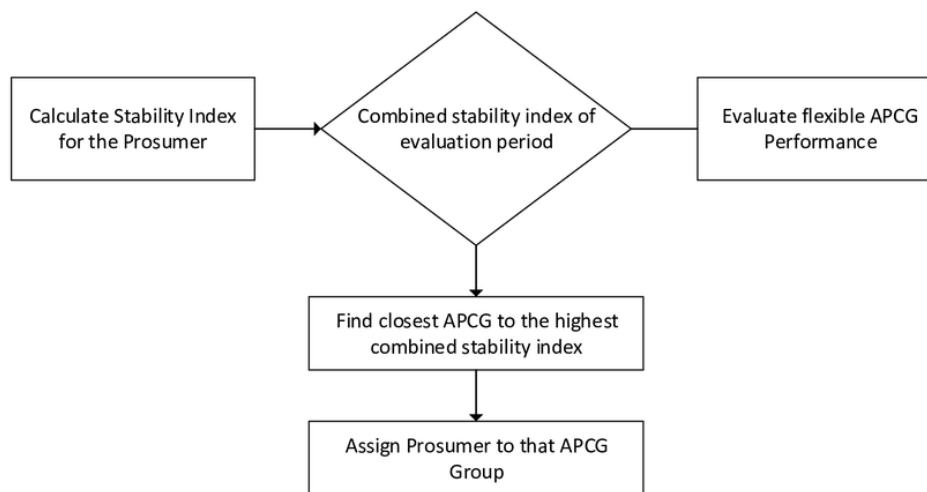 Calculate Stability Index
for the Prosumer
Combined stability index of
evaluation period
Evaluate flexible APCG
Performance
Find closest APCG to the highest
combined stability index
Assign Prosumer to that APCG
Group